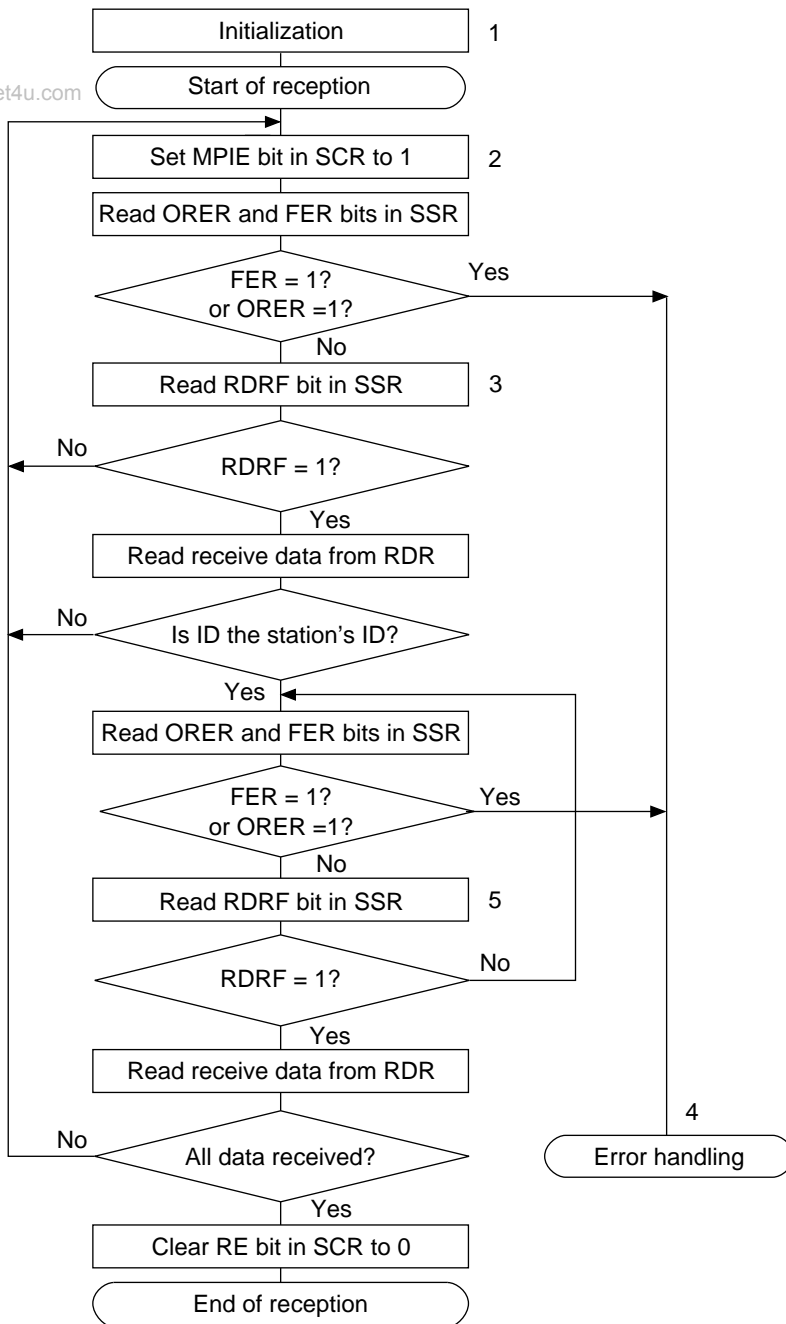 Initialization
1
et4u.com
Start of reception
Set MPIE bit in SCR to 1
2
Read ORER and FER bits in SSR
FER = 1?
or ORER =1?
Yes
No
Read RDRF bit in SSR
3
No
RDRF = 1?
Yes
Read receive data from RDR
No
Is ID the station's ID?
Yes
Read ORER and FER bits in SSR
FER = 1?
or ORER =1?
Yes
No
Read RDRF bit in SSR
5
RDRF = 1?
No
Yes
Read receive data from RDR
4
No
All data received?
Error handling
Yes
Clear RE bit in SCR to 0
End of reception